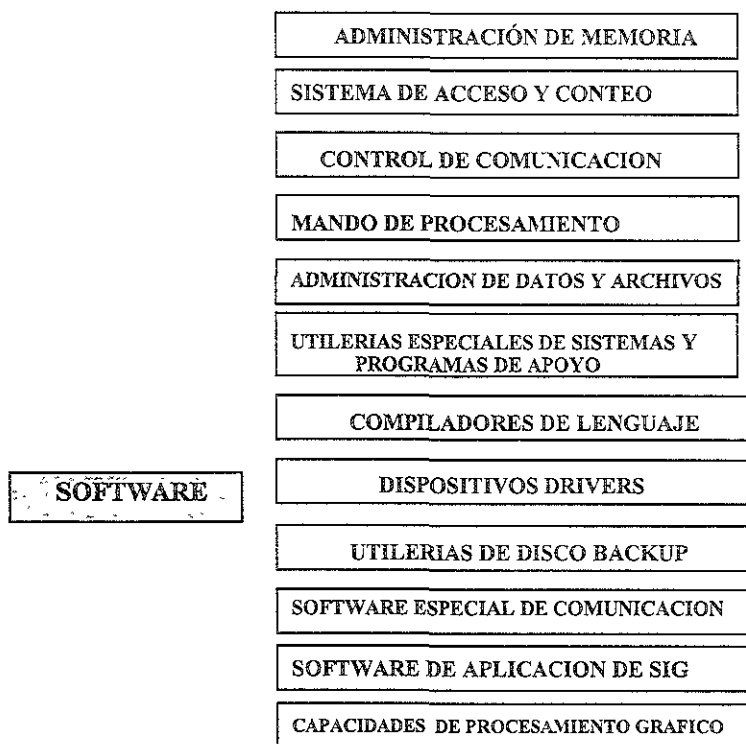 ADMINISTRACIÓN DE MEMORIA
SISTEMA DE ACCESO Y CONTEO
CONTROL DE COMUNICACION
MANDO DE PROCESAMIENTO
ADMINISTRACION DE DATOS Y ARCHIVOS
UTILERIAS ESPECIALES DE SISTEMAS Y
PROGRAMAS DE APOYO
COMPILADORES DE LENGUAJE
SOFTWARE
DISPOSITIVOS DRIVERS
UTILERIAS DE DISCO BACKUP
SOFTWARE ESPECIAL DE COMUNICACION
SOFTWARE DE APLICACION DE SIG
CAPACIDADES DE PROCESAMIENTO GRAFICO